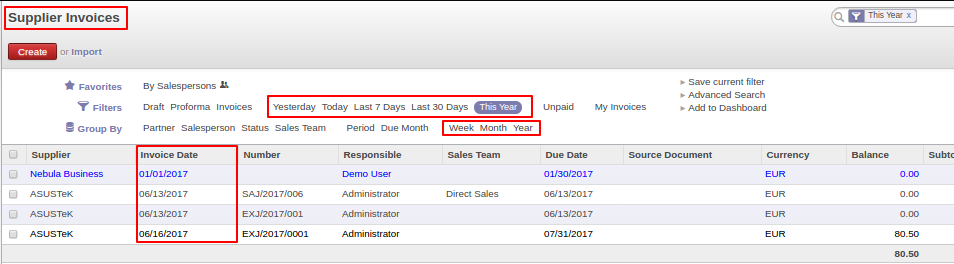 Supplier Invoices
This Year x
Create or Import
Favorites By Salespersons
Save current filter
Filters Draft Proforma Invoices Yesterday Today Last 7 Days Last 30 Days This Year Unpaid My Invoices
Advanced Search
Add to Dashboard
Group By Partner Salesperson Status Sales Team Period Due Month Week Month Year
Supplier Invoice Date Number Responsible Sales Team Due Date Source Document Currency Balance Subto
Nebula Business 01/01/2017 Demo User 01/30/2017 EUR 0.00
ASUSTeK 06/13/2017 SAJ/2017/006 Administrator Direct Sales 06/13/2017 EUR 0.00
ASUSTeK 06/13/2017 EXJ/2017/001 Administrator 06/13/2017 EUR 0.00
ASUSTeK 06/16/2017 EXJ/2017/0001 Administrator 07/31/2017 EUR 80.50
80.50